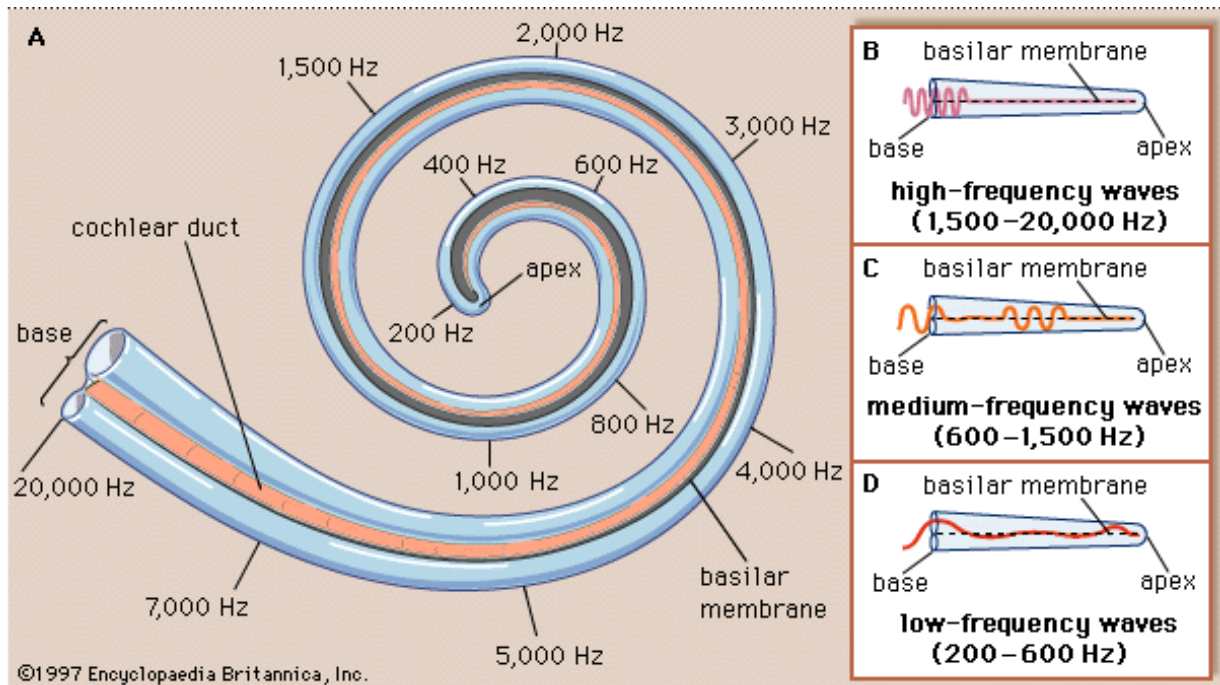 A
2,000 Hz
1,500 Hz
3,000 Hz
400 Hz
600 Hz
cochlear duct
apex
200 Hz
base
800 Hz
1,000 Hz
4,000 Hz
20,000 Hz
basilar
membrane
7,000 Hz
5,000 Hz
©1997 Encyclopaedia Britannica, Inc.
B
basilar membrane
base
apex
high-frequency waves
(1,500–20,000 Hz)
C
basilar membrane
base
apex
medium-frequency waves
(600–1,500 Hz)
D
basilar membrane
base
apex
low-frequency waves
(200–600 Hz)